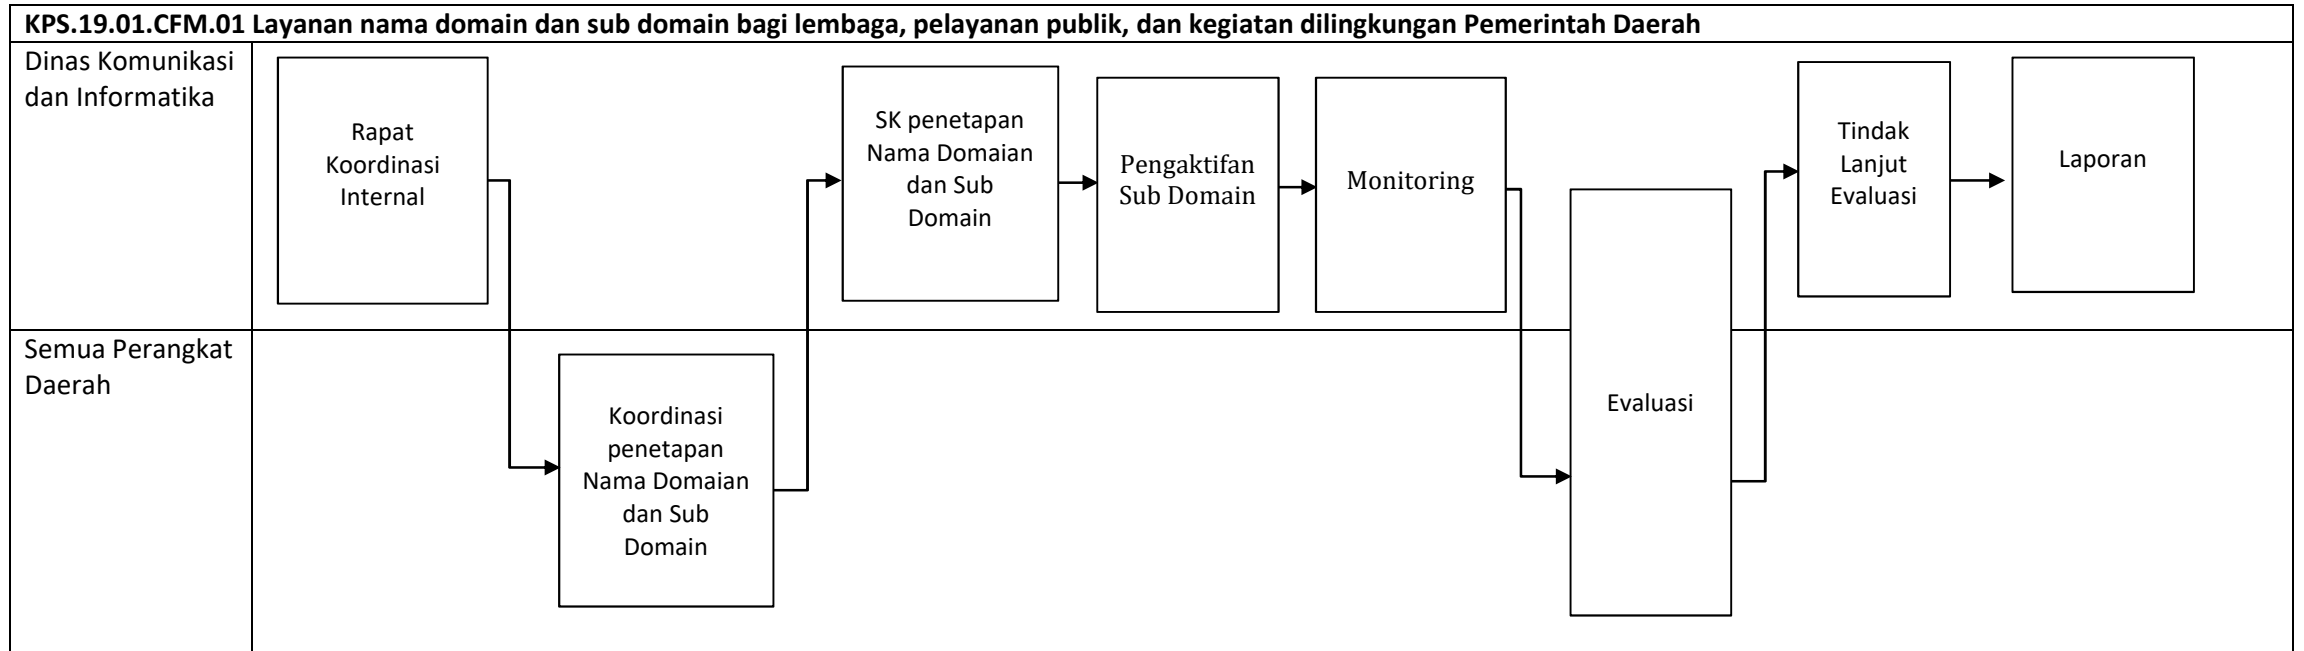 KPS.19.01.CFM.01 Layanan nama domain dan sub domain bagi lembaga, pelayanan publik, dan kegiatan dilingkungan Pemerintah Daerah
Dinas Komunikasi
dan Informatika
Rapat
Koordinasi
Internal
SK penetapan
Nama Domaian
dan Sub
Domain
Pengaktifan
Sub Domain
Monitoring
Tindak
Lanjut
Evaluasi
Laporan
Semua Perangkat
Daerah
Koordinasi
penetapan
Nama Domaian
dan Sub
Domain
Evaluasi